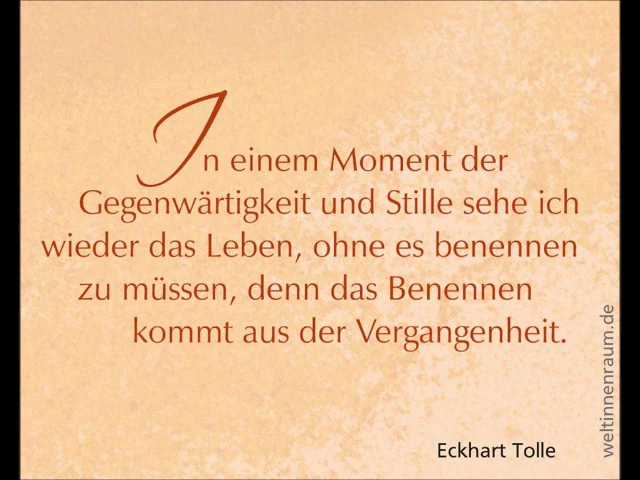 In einem Moment der
Gegenwärtigkeit und Stille sehe ich
wieder das Leben, ohne es benennen
zu müssen, denn das Benennen
kommt aus der Vergangenheit.
Eckhart Tolle
weltinnenraum.de